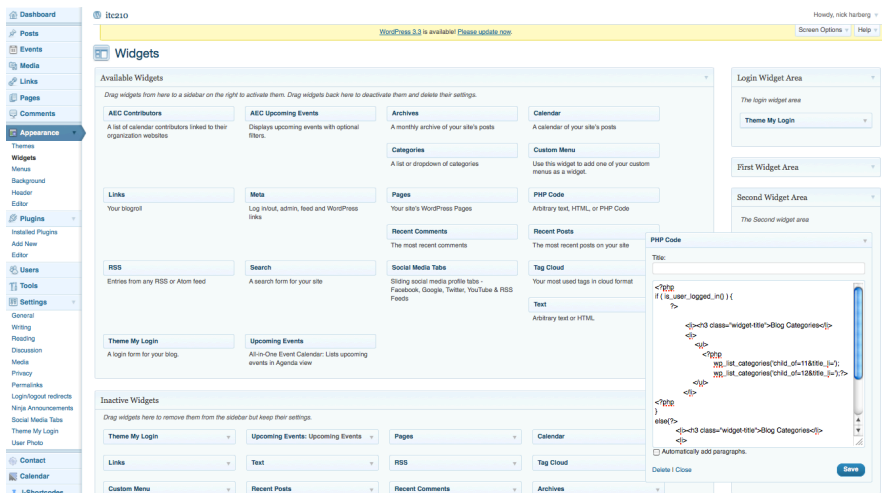 Dashboard
Posts
Events
Media
Links
Pages
Comments
Appearance
Themes
Widgets
Menus
Background
Header
Editor
Plugins
Installed Plugins
Add New
Editor
Users
Tools
Settings
General
Writing
Reading
Discussion
Media
Privacy
Permalinks
Login/logout redirects
Ninja Announcements
Social Media Tabs
Theme My Login
User Photo
Contact
Calendar
J-Shortcodes
itc210
Howdy, nick harberg
WordPress 3.3 is available! Please update now.
Screen Options
Help
Widgets
Available Widgets
Drag widgets from here to a sidebar on the right to activate them. Drag widgets back here to deactivate them and delete their settings.
AEC Contributors
A list of calendar contributors linked to their
organization websites
AEC Upcoming Events
Displays upcoming events with optional
filters.
Archives
A monthly archive of your site's posts
Calendar
A calendar of your site's posts
Categories
A list or dropdown of categories
Custom Menu
Use this widget to add one of your custom
menus as a widget.
Links
Your blogroll
Meta
Log in/out, admin, feed and WordPress
links
Pages
Your site's WordPress Pages
PHP Code
Arbitrary text, HTML, or PHP Code
Recent Comments
The most recent comments
Recent Posts
The most recent posts on your site
RSS
Entries from any RSS or Atom feed
Search
A search form for your site
Social Media Tabs
Sliding social media profile tabs -
Facebook, Google, Twitter, YouTube & RSS
Feeds
Tag Cloud
Your most used tags in cloud format
Text
Arbitrary text or HTML
Theme My Login
A login form for your blog.
Upcoming Events
All-in-One Event Calendar: Lists upcoming
events in Agenda view
Inactive Widgets
Drag widgets here to remove them from the sidebar but keep their settings.
Theme My Login
Upcoming Events: Upcoming Events
Pages
Calendar
Links
Text
RSS
Tag Cloud
Custom Menu
Recent Posts
Recent Comments
Archives
Login Widget Area
The login widget area
Theme My Login
First Widget Area
Second Widget Area
The Second widget area
PHP Code
Title:
<?php
if ( is_user_logged_in() ) {
?>
<li><h3 class="widget-title">Blog Categories</li>
<li>
<ul>
<?php
wp_list_categories('child_of=11&title_li=');
wp_list_categories('child_of=12&title_li=');?>
</ul>
</li>
<?php
}
else{?>
<li><h3 class="widget-title">Blog Categories</li>
<li>
Automatically add paragraphs.
Delete | Close
Save